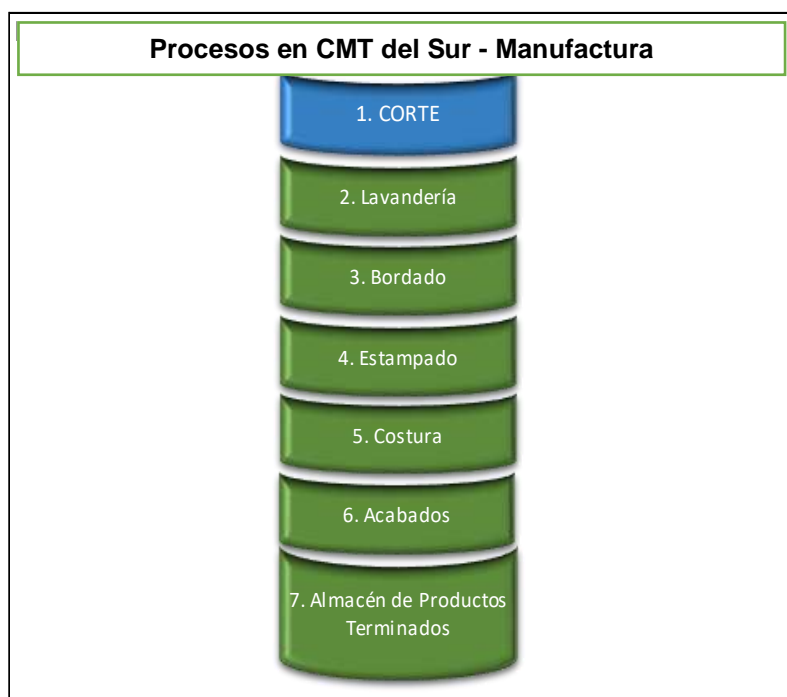 Procesos en CMT del Sur - Manufactura
1. CORTE
2. Lavandería
3. Bordado
4. Estampado
5. Costura
6. Acabados
7. Almacén de Productos
Terminados